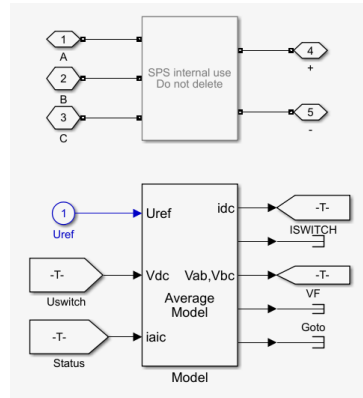 1
A
2
B
3
C
SPS internal use
Do not delete
4
+
5
-
1
Uref
Uref
idc
-T-
ISWITCH
-T-
Uswitch
Vdc
Average
Model
Vab,Vbc
-T-
VF
-T-
Status
iaic
Goto
Model